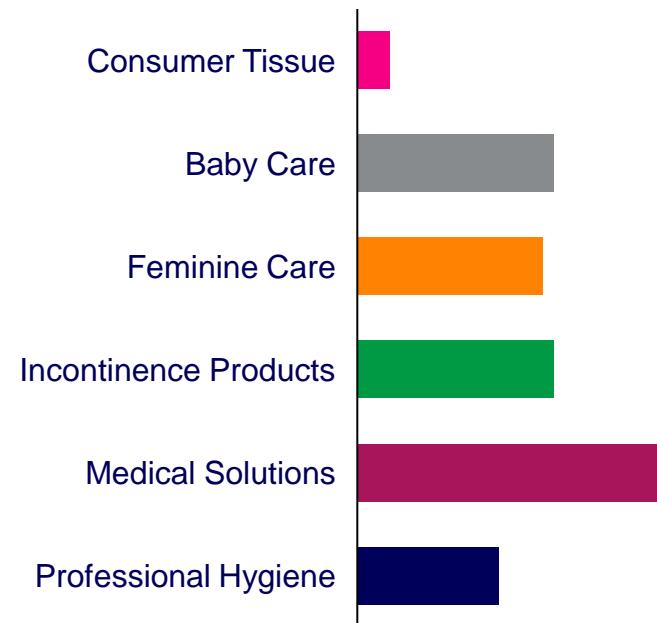 Consumer Tissue
Baby Care
Feminine Care
Incontinence Products
Medical Solutions
Professional Hygiene